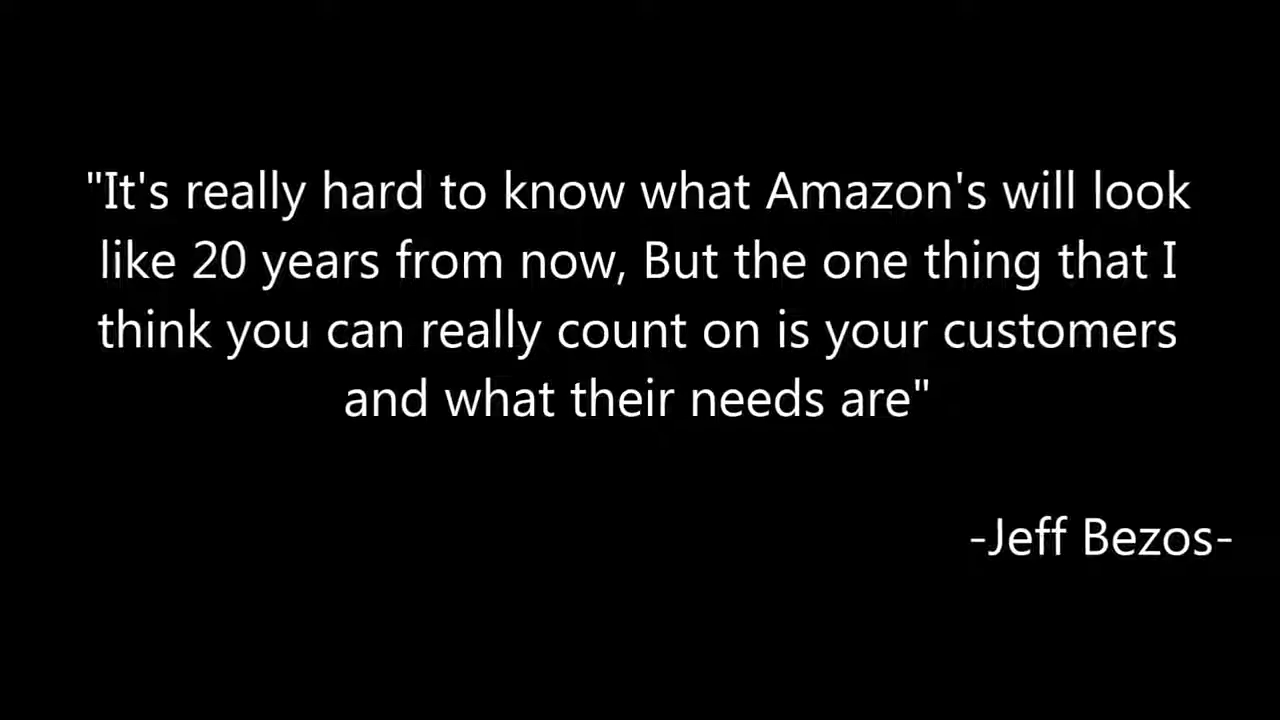 "It's really hard to know what Amazon's will look
like 20 years from now, But the one thing that I
think you can really count on is your customers
and what their needs are"
-Jeff Bezos-